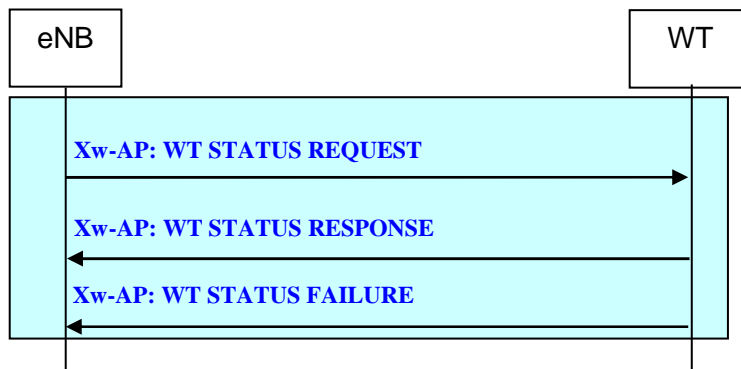 eNB
WT
Xw-AP: WT STATUS REQUEST
Xw-AP: WT STATUS RESPONSE
Xw-AP: WT STATUS FAILURE